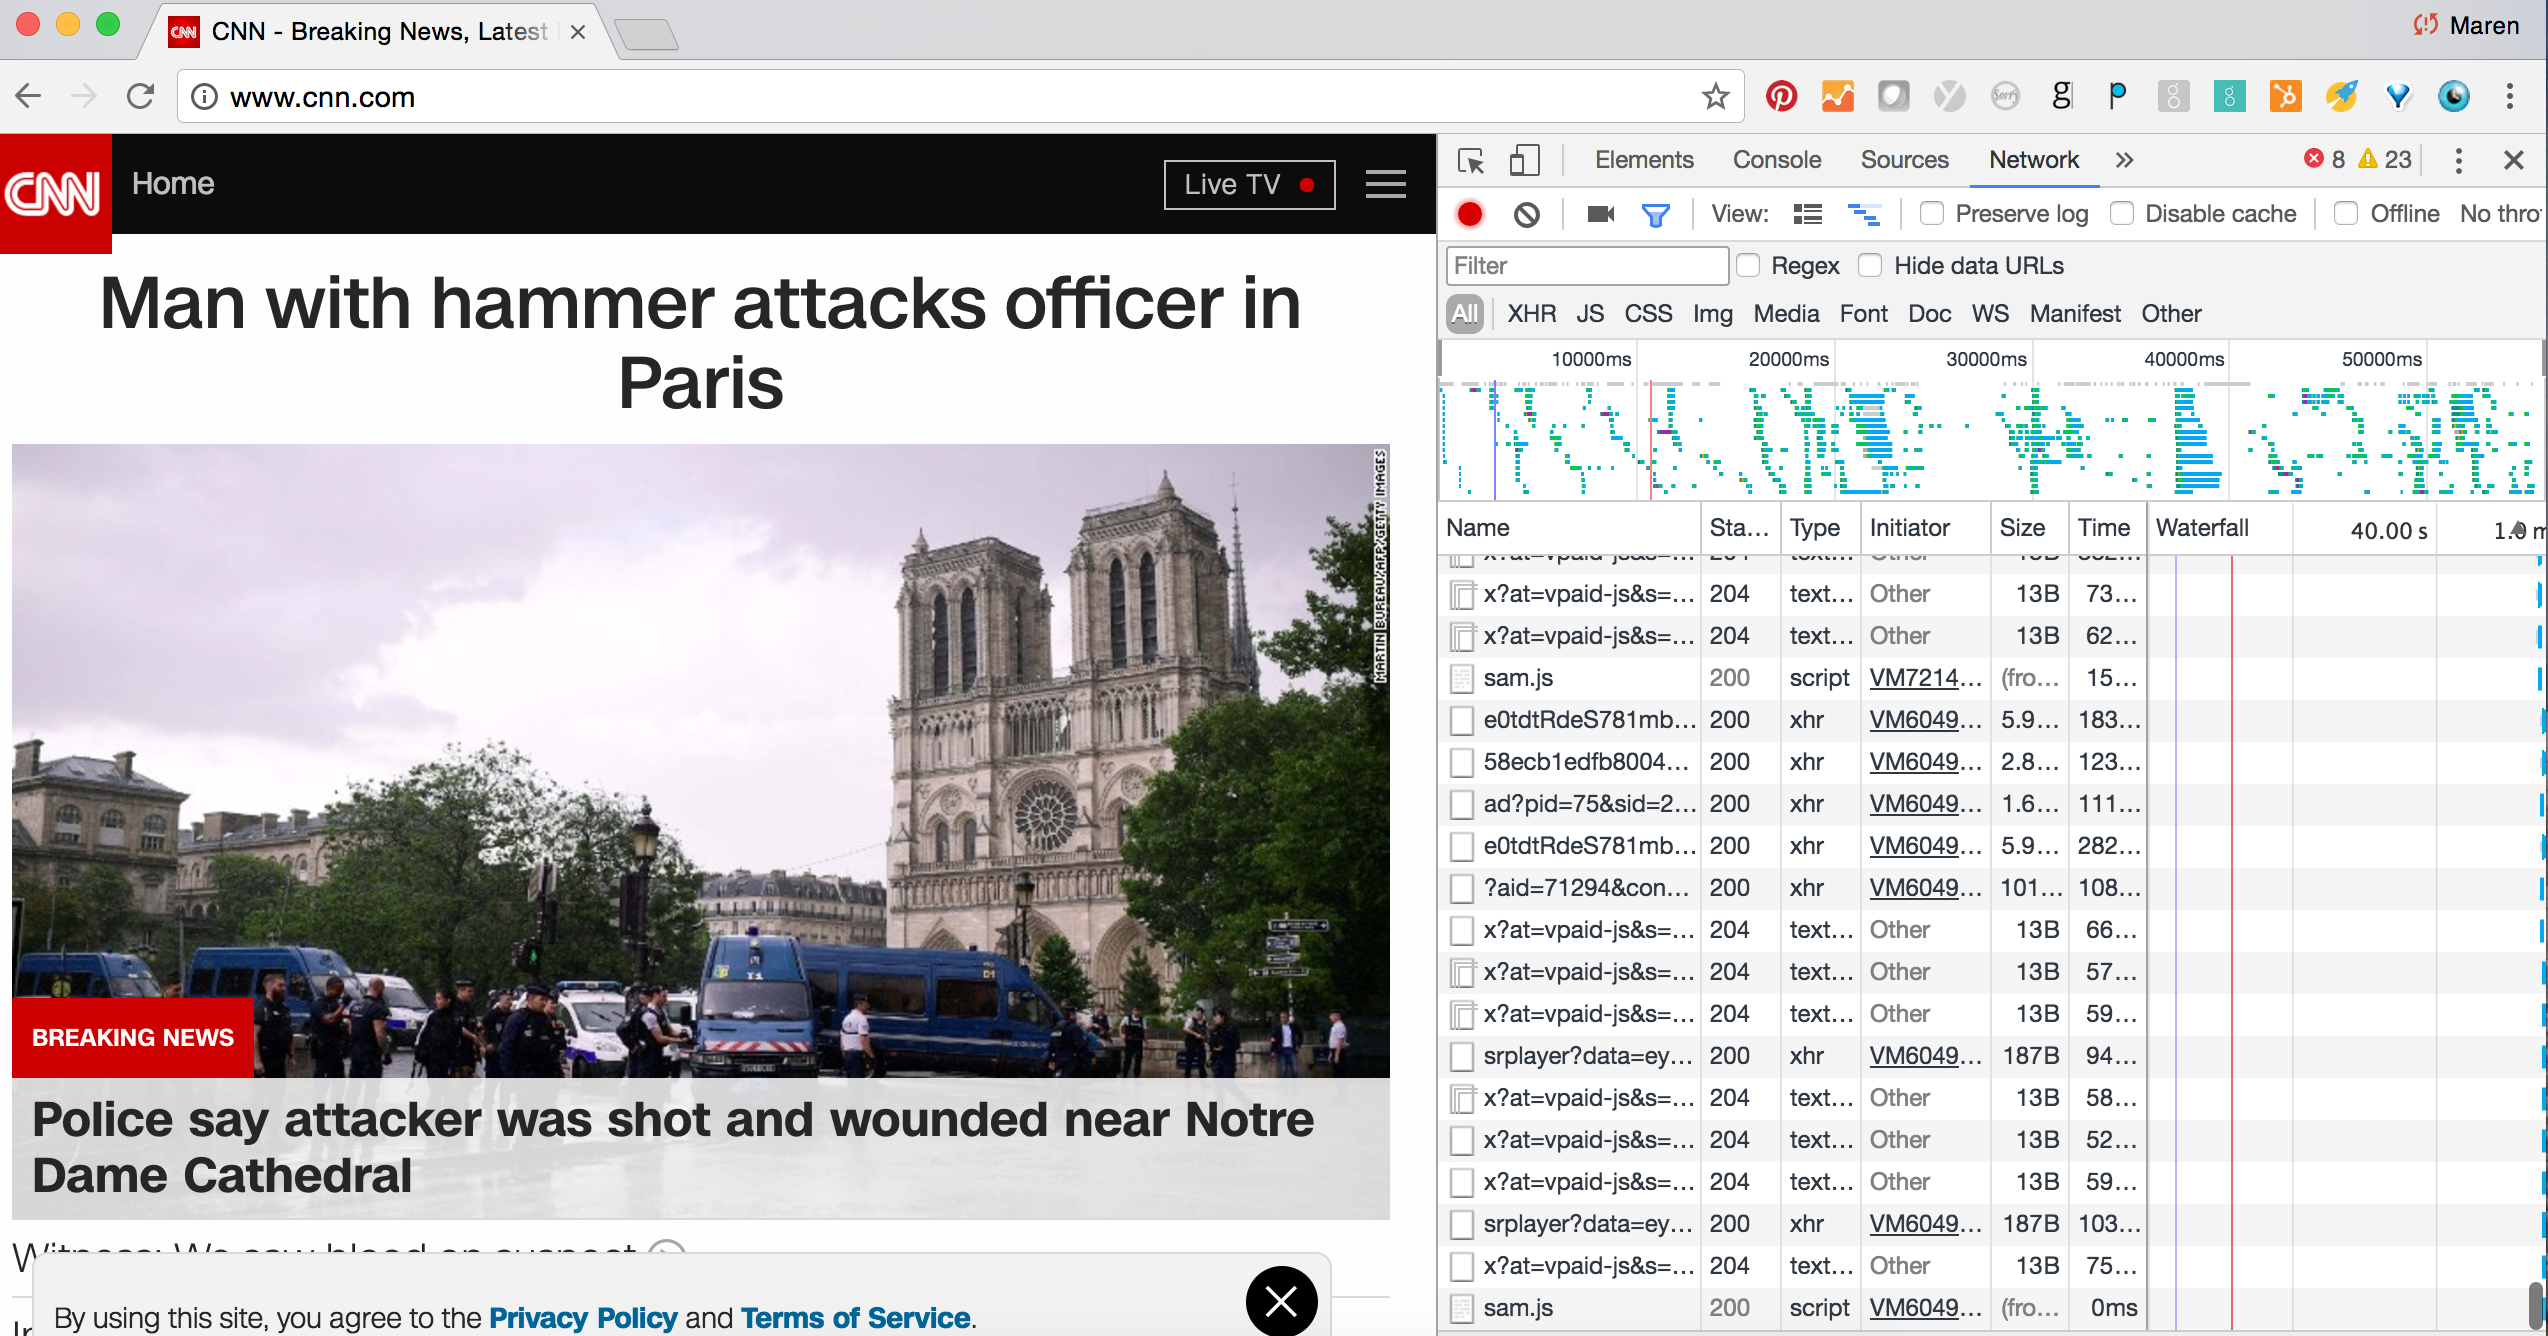 CNN - Breaking News, Latest
Maren
www.cnn.com
CNN
Home
Live TV
Man with hammer attacks officer in
Paris
MARTIN BUREAU/AFP/GETTY IMAGES
BREAKING NEWS
Police say attacker was shot and wounded near Notre
Dame Cathedral
Witness: We saw blood on suspect
By using this site, you agree to the Privacy Policy and Terms of Service.
Elements Console Sources Network » 8 23
View: Preserve log Disable cache Offline No thro
Filter Regex Hide data URLs
All XHR JS CSS Img Media Font Doc WS Manifest Other
10000ms 20000ms 30000ms 40000ms 50000ms
Name Sta... Type Initiator Size Time Waterfall 40.00 s
x?at=vpaid-js&s=... 204 text... Other 13B 73...
x?at=vpaid-js&s=... 204 text... Other 13B 62...
sam.js 200 script VM7214... (fro... 15...
e0tdtRdeS781mb... 200 xhr VM6049... 5.9... 183...
58ecb1edfb8004... 200 xhr VM6049... 2.8... 123...
ad?pid=75&sid=2... 200 xhr VM6049... 1.6... 111...
e0tdtRdeS781mb... 200 xhr VM6049... 5.9... 282...
?aid=71294&con... 200 xhr VM6049... 101... 108...
x?at=vpaid-js&s=... 204 text... Other 13B 66...
x?at=vpaid-js&s=... 204 text... Other 13B 57...
x?at=vpaid-js&s=... 204 text... Other 13B 59...
srplayer?data=ey... 200 xhr VM6049... 187B 94...
x?at=vpaid-js&s=... 204 text... Other 13B 58...
x?at=vpaid-js&s=... 204 text... Other 13B 52...
x?at=vpaid-js&s=... 204 text... Other 13B 59...
srplayer?data=ey... 200 xhr VM6049... 187B 103...
x?at=vpaid-js&s=... 204 text... Other 13B 75...
sam.js 200 script VM6049... (fro... 0ms